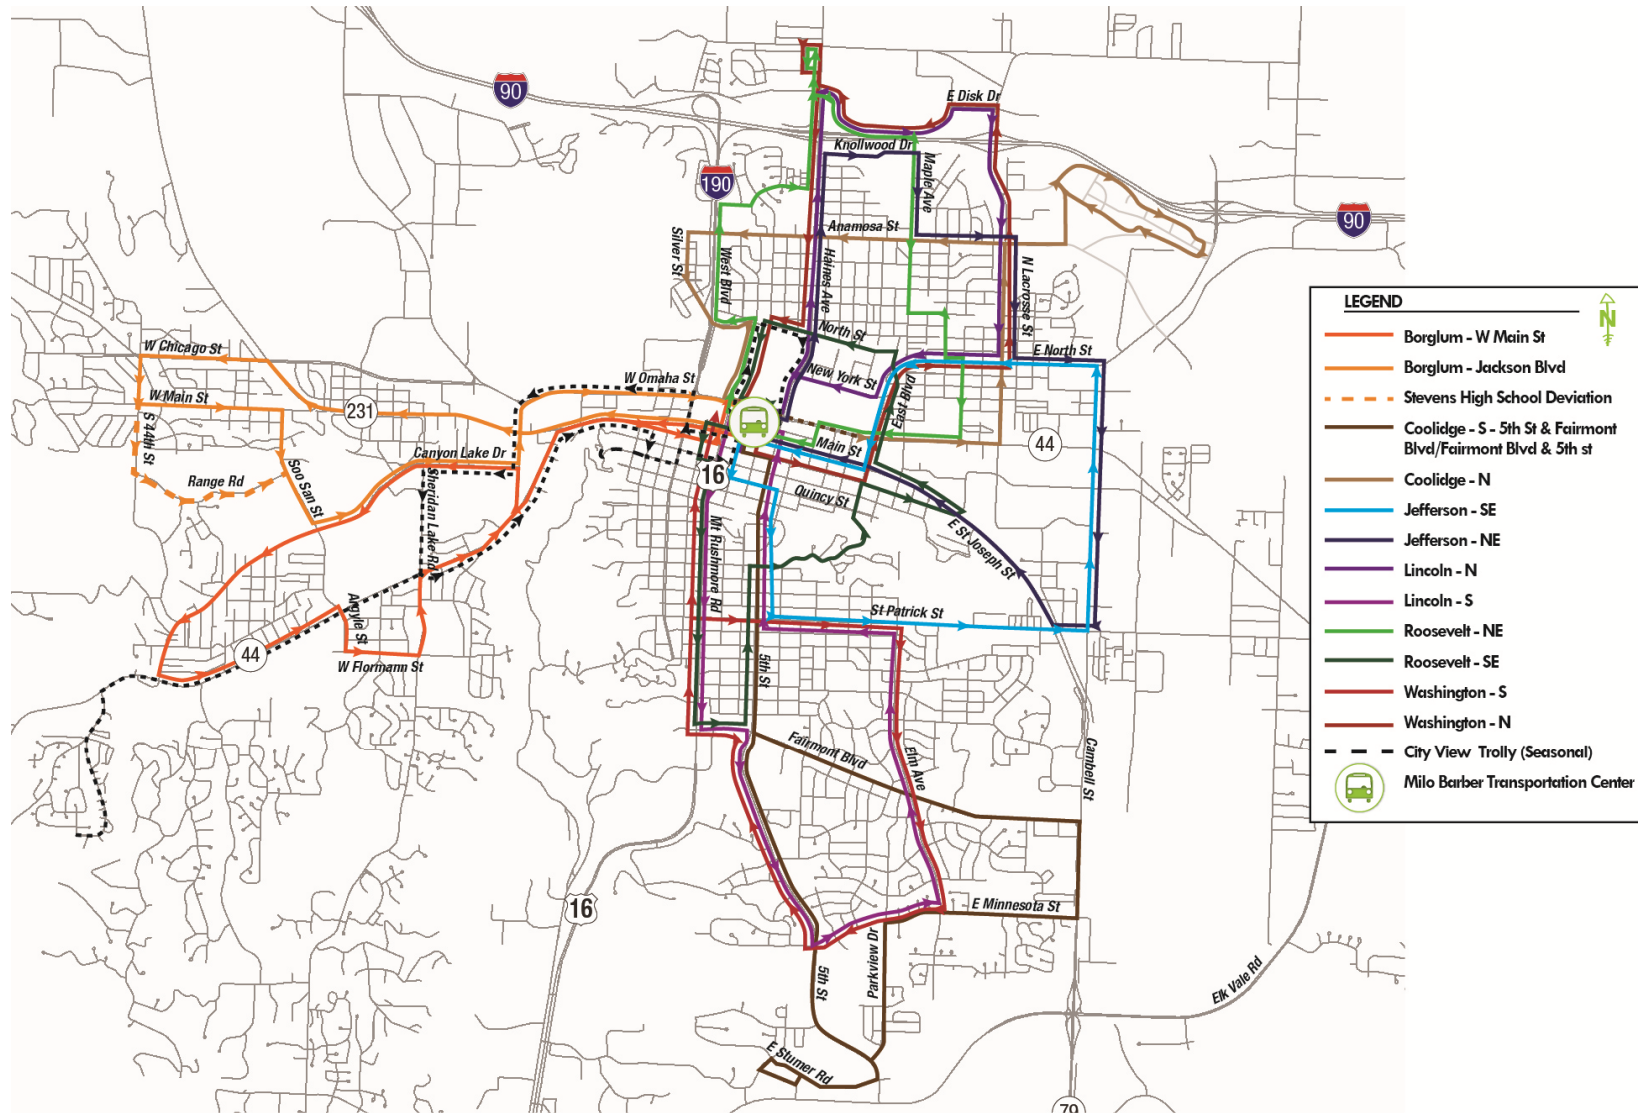 E Disk Dr
90
Knollwood Dr
190
Maple Ave
90
Anamosa St
Silver St
West Blvd
Haines Ave
N Lacrosse St
North St
W Chicago St
E North St
W Omaha St
New York St
W Main St
231
East Blvd
S 44th St
Main St
44
Canyon Lake Dr
16
Range Rd
Soo San St
Sheridan Lake Rd
Quincy St
Mt Rushmore Rd
E St Joseph St
Argyle St
St Patrick St
44
W Flormann St
5th St
Fairmont Blvd
Elm Ave
Cambell St
16
E Minnesota St
Parkview Dr
5th St
Elk Vale Rd
E Stumer Rd
79
LEGEND
N
Borglum - W Main St
Borglum - Jackson Blvd
Stevens High School Deviation
Coolidge - S - 5th St & Fairmont
Blvd/Fairmont Blvd & 5th st
Coolidge - N
Jefferson - SE
Jefferson - NE
Lincoln - N
Lincoln - S
Roosevelt - NE
Roosevelt - SE
Washington - S
Washington - N
City View Trolly (Seasonal)
Milo Barber Transportation Center